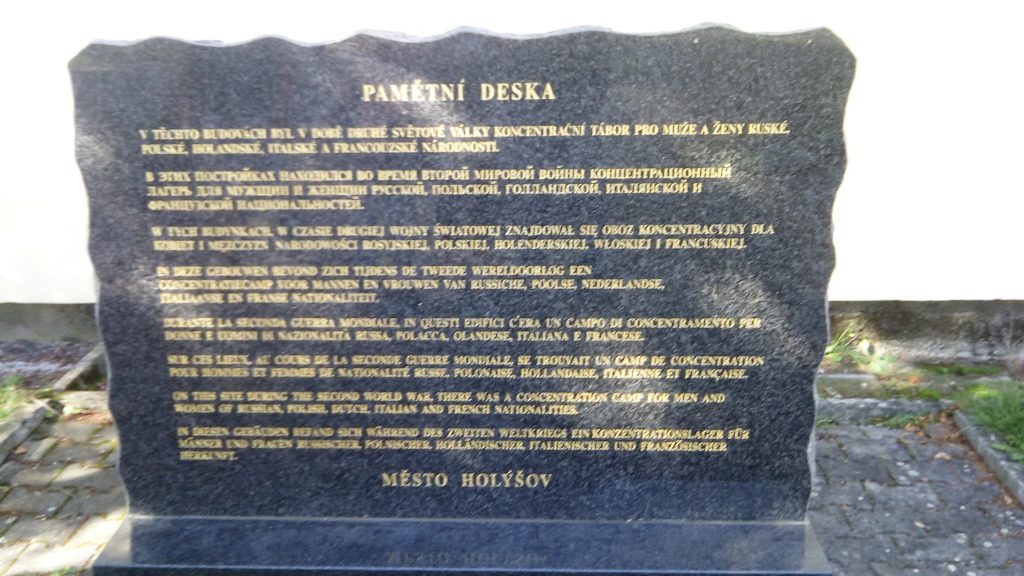 PAMĚTNÍ DESKA
V TĚCHTO BUDOVÁCH BYL V DOBĚ DRUHÉ SVĚTOVÉ VÁLKY KONCENTRAČNÍ TÁBOR PRO MUŽE A ŽENY RUSKÉ,
POLSKÉ, HOLANDSKÉ, ITALSKÉ A FRANCOUZSKÉ NÁRODNOSTI.
В ЭТИХ ПОСТРОЙКАХ НАХОДИЛСЯ ВО ВРЕМЯ ВТОРОЙ МИРОВОЙ ВОЙНЫ КОНЦЕНТРАЦИОННЫЙ
ЛАГЕРЬ ДЛЯ МУЖЩИН И ЖЕНЩИН РУССКОЙ, ПОЛЬСКОЙ, ГОЛЛАНДСКОЙ, ИТАЛЯНСКОЙ И
ФРАНЦУЗСКОЙ НАЦИОНАЛЬНОСТЕЙ.
W TYCH BUDYNKACH, W CZASIE DRUGIEJ WOJNY ŚWIATOWEJ ZNAJDOWAŁ SIĘ OBOZ KONCENTRACYJNY DLA
KOBIET I MĘZCZYZN NARODOWOŚCI ROSYJSKIEJ, POLSKIEJ, HOLENDERSKIEJ, WŁOSKIEJ I FRANCUSKIEJ.
IN DEZE GEBOUWEN BEVOND ZICH TIJDENS DE TWEEDE WERELDOORLOG EEN
CONCENTRATIECAMP VOOR MANNEN EN VROUWEN VAN RUSSICHE, POOLSE, NEDERLANDSE,
ITALIAANSE EN FRANSE NATIONALITEIT.
DURANTE LA SECONDA GUERRA MONDIALE, IN QUESTI EDIFICI C'ERA UN CAMPO DI CONCENTRAMENTO PER
DONNE E UOMINI DI NAZIONALITÀ RUSSA, POLACCA, OLANDESE, ITALIANA E FRANCESE.
SUR CES LIEUX, AU COURS DE LA SECONDE GUERRE MONDIALE, SE TROUVAIT UN CAMP DE CONCENTRATION
POUR HOMMES ET FEMMES DE NATIONALITÉ RUSSE, POLONAISE, HOLLANDAISE, ITALIENNE ET FRANÇAISE.
ON THIS SITE DURING THE SECOND WORLD WAR, THERE WAS A CONCENTRATION CAMP FOR MEN AND
WOMEN OF RUSSIAN, POLISH, DUTCH, ITALIAN AND FRENCH NATIONALITIES.
IN DIESEN GEBÄUDEN BEFAND SICH WÄHREND DES ZWEITEN WELTKRIEGS EIN KONZENTRATIONSLAGER FÜR
MÄNNER UND FRAUEN RUSSISCHER, POLNISCHER, HOLLÄNDISCHER, ITALIENISCHER UND FRANZÖSISCHER
HERKUNFT.
MĚSTO HOLÝŠOV